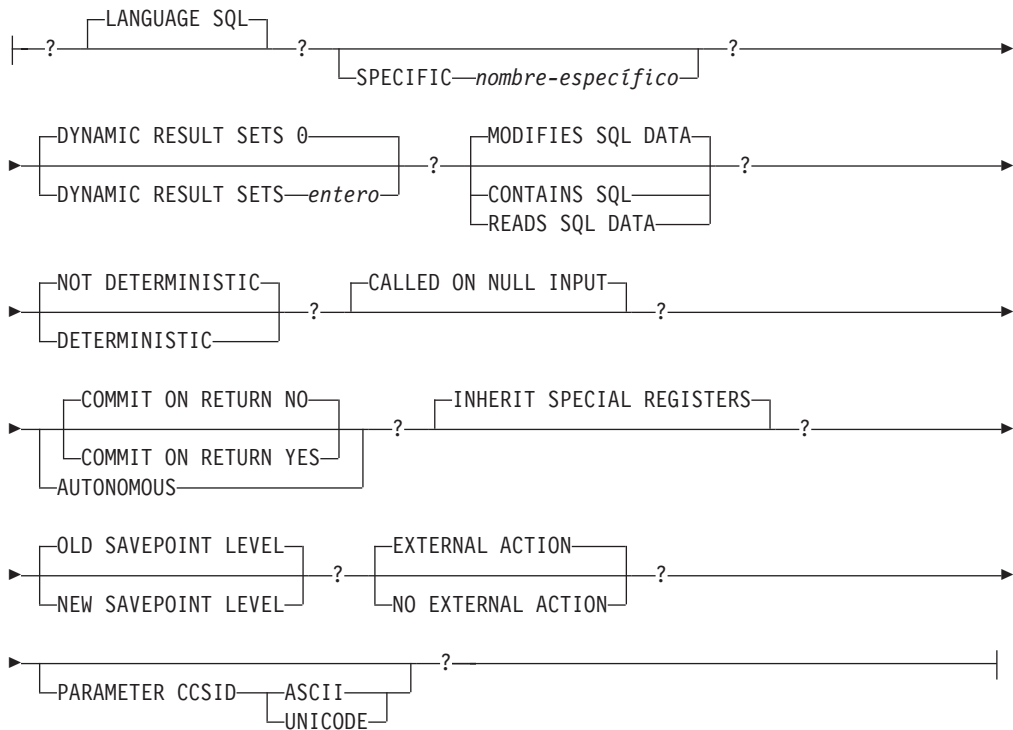 LANGUAGE SQL
? ? ?
SPECIFIC nombre-específico
DYNAMIC RESULT SETS 0 MODIFIES SQL DATA
? ?
DYNAMIC RESULT SETS entero CONTAINS SQL
READS SQL DATA
NOT DETERMINISTIC CALLED ON NULL INPUT
? ?
DETERMINISTIC
COMMIT ON RETURN NO INHERIT SPECIAL REGISTERS
? ?
COMMIT ON RETURN YES
AUTONOMOUS
OLD SAVEPOINT LEVEL EXTERNAL ACTION
? ?
NEW SAVEPOINT LEVEL NO EXTERNAL ACTION
?
PARAMETER CCSID ASCII
UNICODE